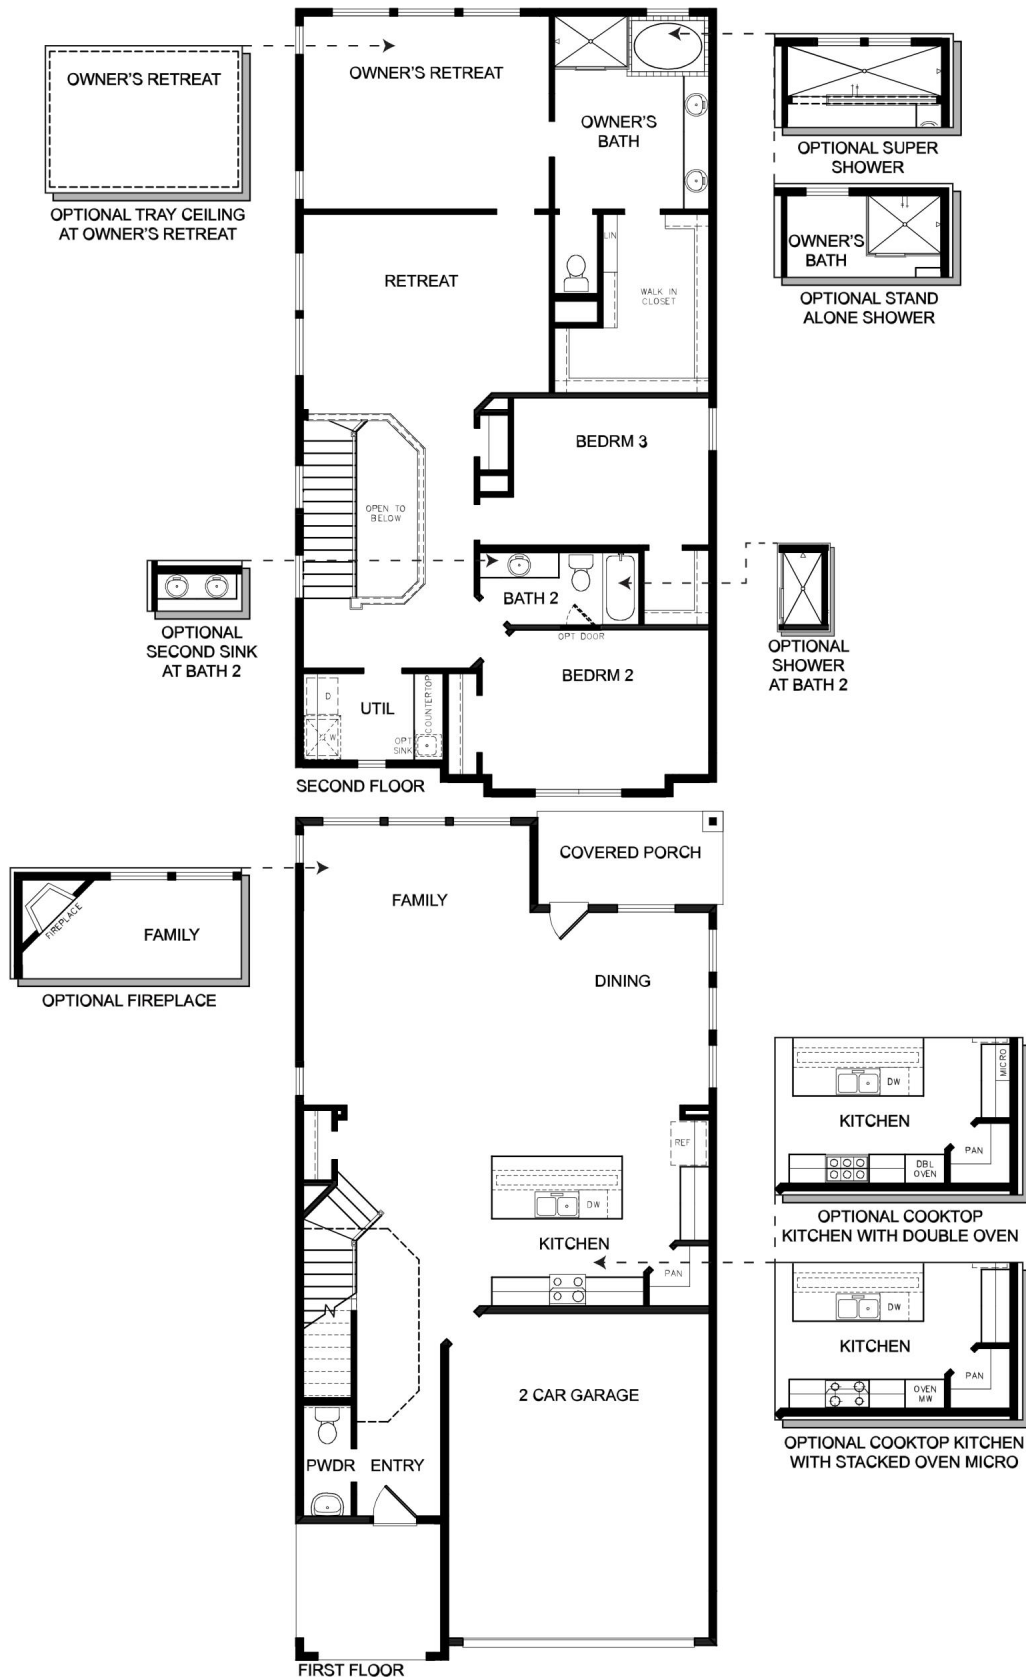 OWNER'S RETREAT
OPTIONAL TRAY CEILING
AT OWNER'S RETREAT
OWNER'S RETREAT
OWNER'S
BATH
OPTIONAL SUPER
SHOWER
OWNER'S
BATH
OPTIONAL STAND
ALONE SHOWER
RETREAT
LIN
WALK IN
CLOSET
BEDRM 3
OPEN TO
BELOW
OPTIONAL
SECOND SINK
AT BATH 2
BATH 2
OPT DOOR
OPTIONAL
SHOWER
AT BATH 2
BEDRM 2
D
W
UTIL
COUNTERTOP
OPT
SINK
SECOND FLOOR
COVERED PORCH
FAMILY
FIREPLACE
FAMILY
OPTIONAL FIREPLACE
DINING
REF
DW
KITCHEN
PAN
DW
MICRO
KITCHEN
PAN
DBL
OVEN
OPTIONAL COOKTOP
KITCHEN WITH DOUBLE OVEN
DW
KITCHEN
PAN
OVEN
MW
OPTIONAL COOKTOP KITCHEN
WITH STACKED OVEN MICRO
2 CAR GARAGE
PWDR
ENTRY
FIRST FLOOR